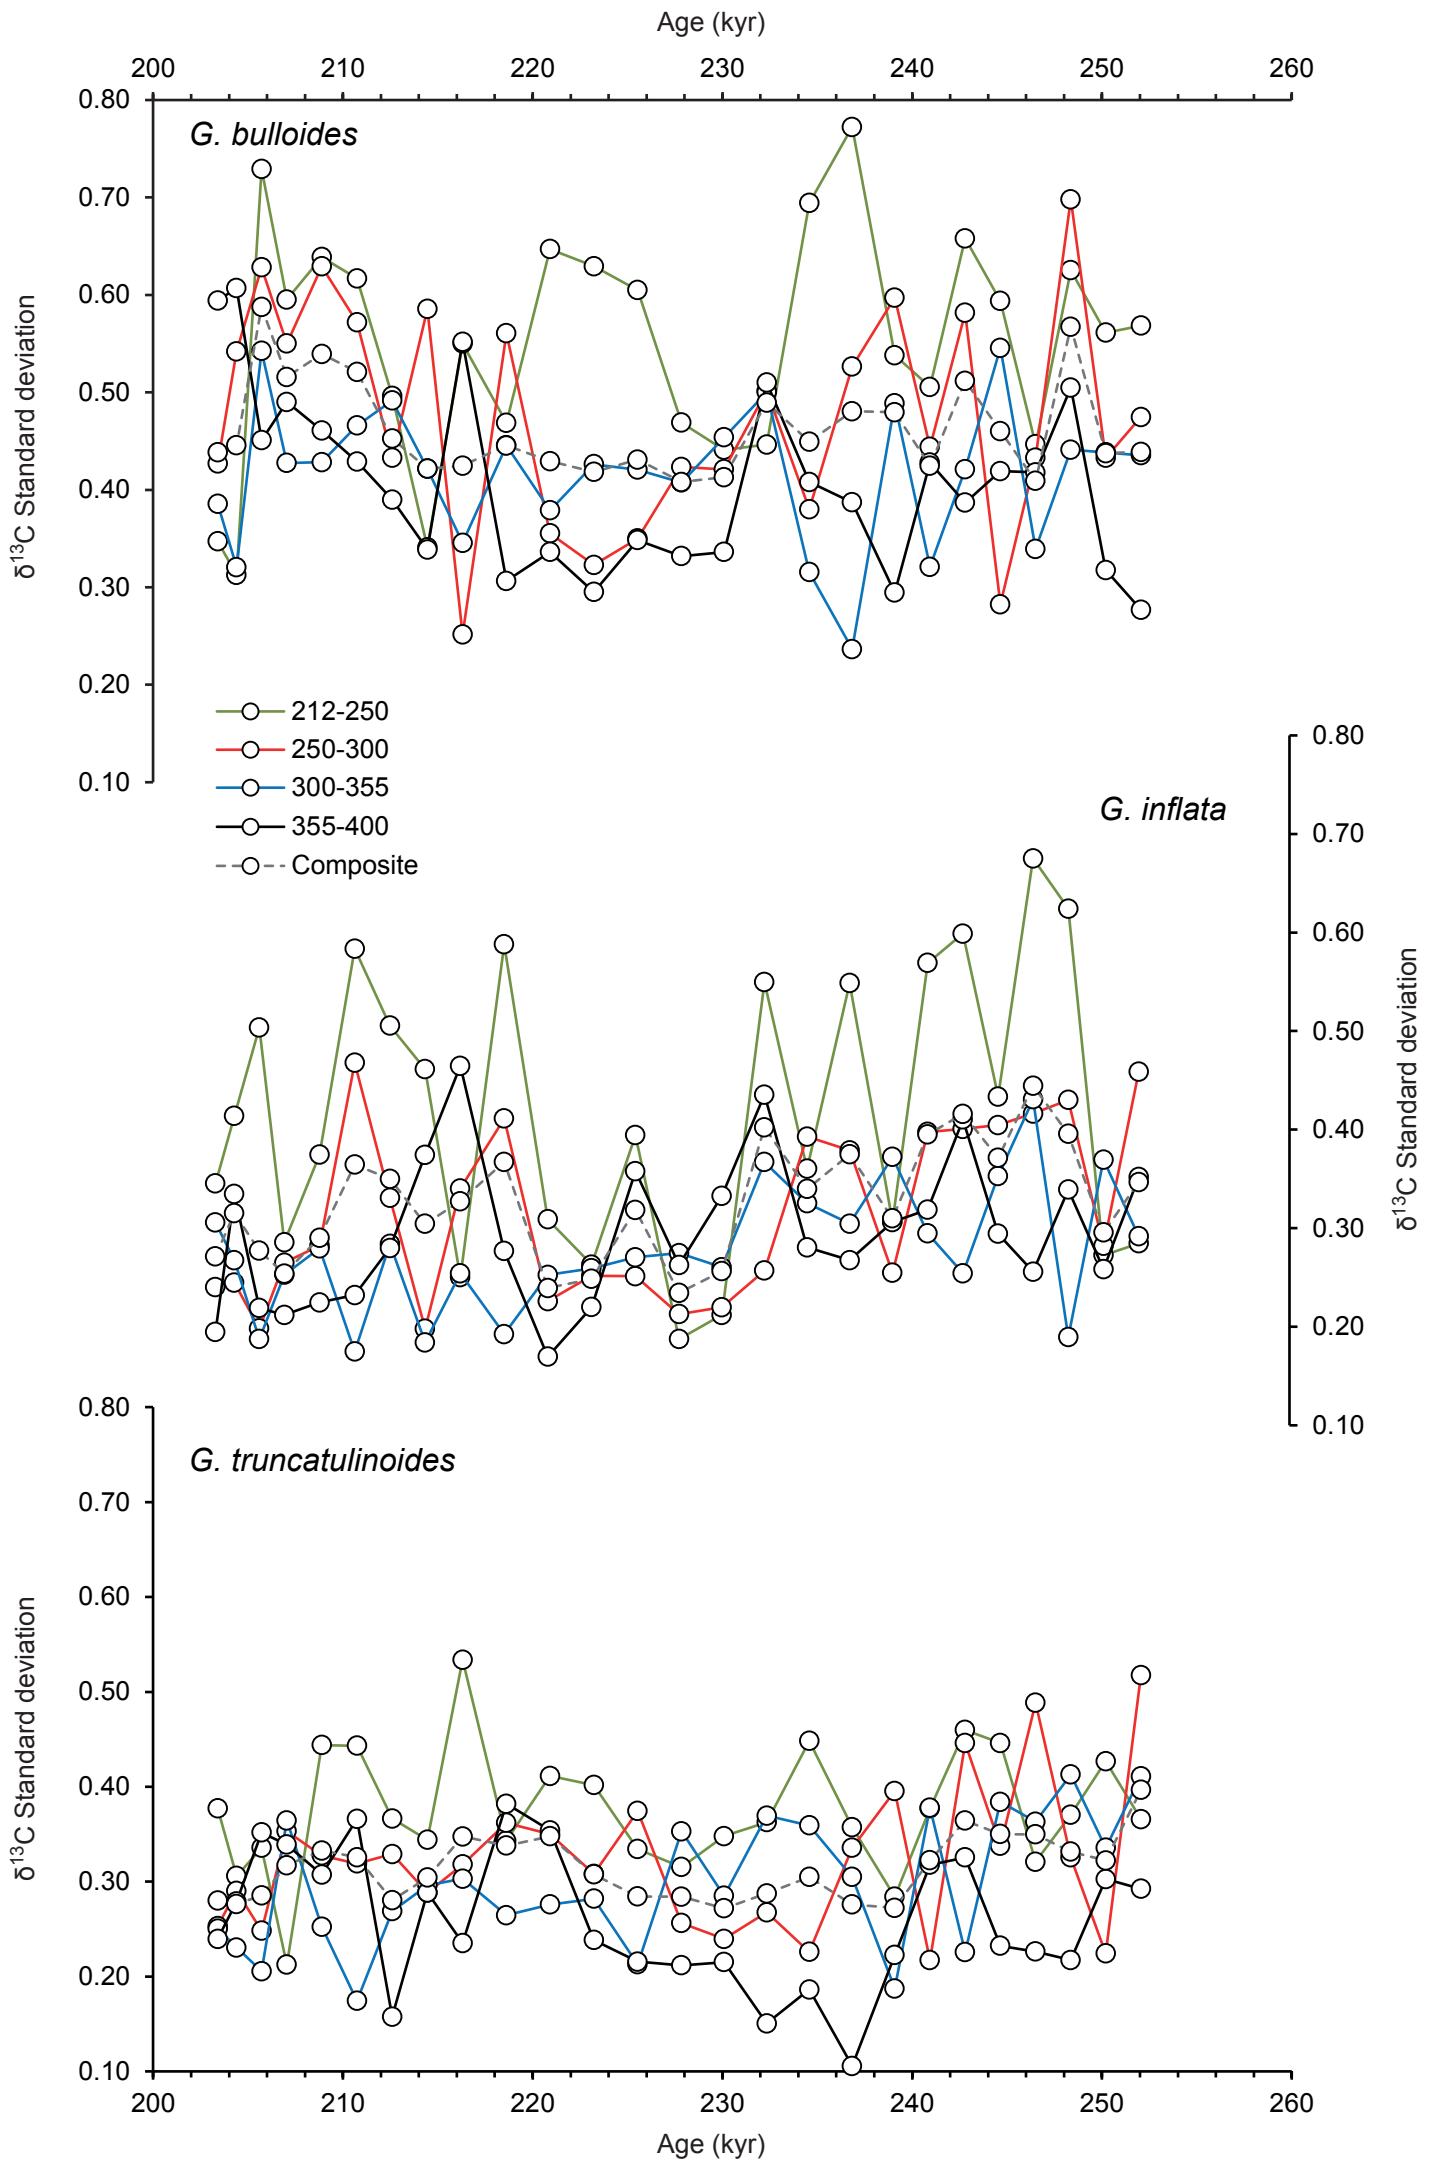 Age (kyr)
200 210 220 230 240 250 260
0.80
0.70
0.60
0.50
0.40
0.30
0.20
0.10
δ¹³C Standard deviation
G. bulloides
212-250
250-300
300-355
355-400
Composite
G. inflata
0.80
0.70
0.60
0.50
0.40
0.30
0.20
0.10
δ¹³C Standard deviation
G. truncatulinoides
0.80
0.70
0.60
0.50
0.40
0.30
0.20
0.10
δ¹³C Standard deviation
200 210 220 230 240 250 260
Age (kyr)